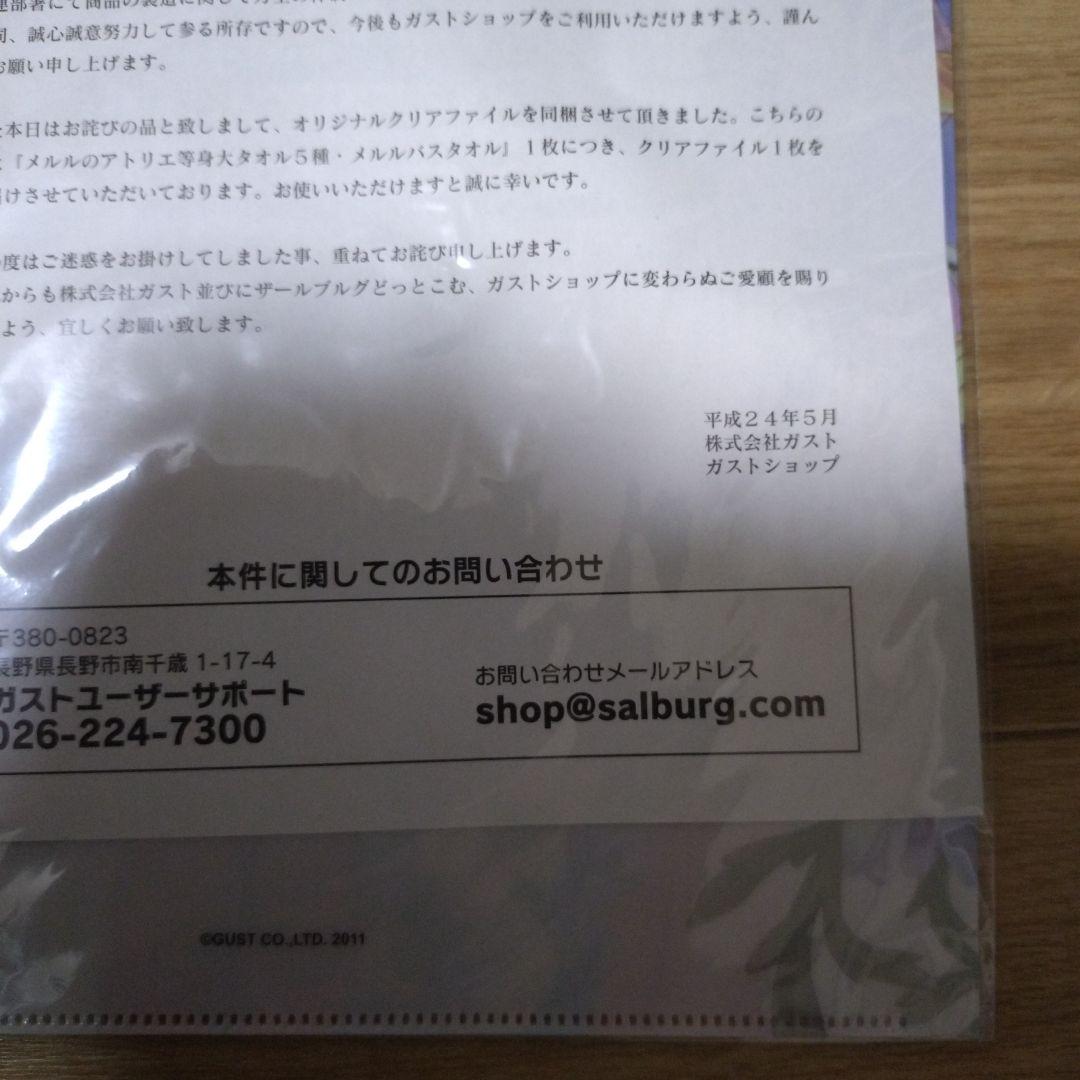 連部署にて商品の製造に関して
、誠心誠意努力して参る所存ですので、今後もガストショップをご利用いただけますよう、謹ん
お願い申し上げます。
本日はお詫びの品と致しまして、オリジナルクリアファイルを同梱させて頂きました。こちらの
『メルルのアトリエ等身大タオル５種・メルルバスタオル』１枚につき、クリアファイル１枚を
けさせていただいております。お使いいただけますと誠に幸いです。
度はご迷惑をお掛けしてしました事、重ねてお詫び申し上げます。
からも株式会社ガスト並びにザールブルグどっとこむ、ガストショップに変わらぬご愛顧を賜り
よう、宜しくお願い致します。
平成２４年５月
株式会社ガスト
ガストショップ
本件に関してのお問い合わせ
〒380-0823
長野県長野市南千歳 1-17-4
ガストユーザーサポート
026-224-7300
お問い合わせメールアドレス
shop@salburg.com
©GUST CO.,LTD. 2011